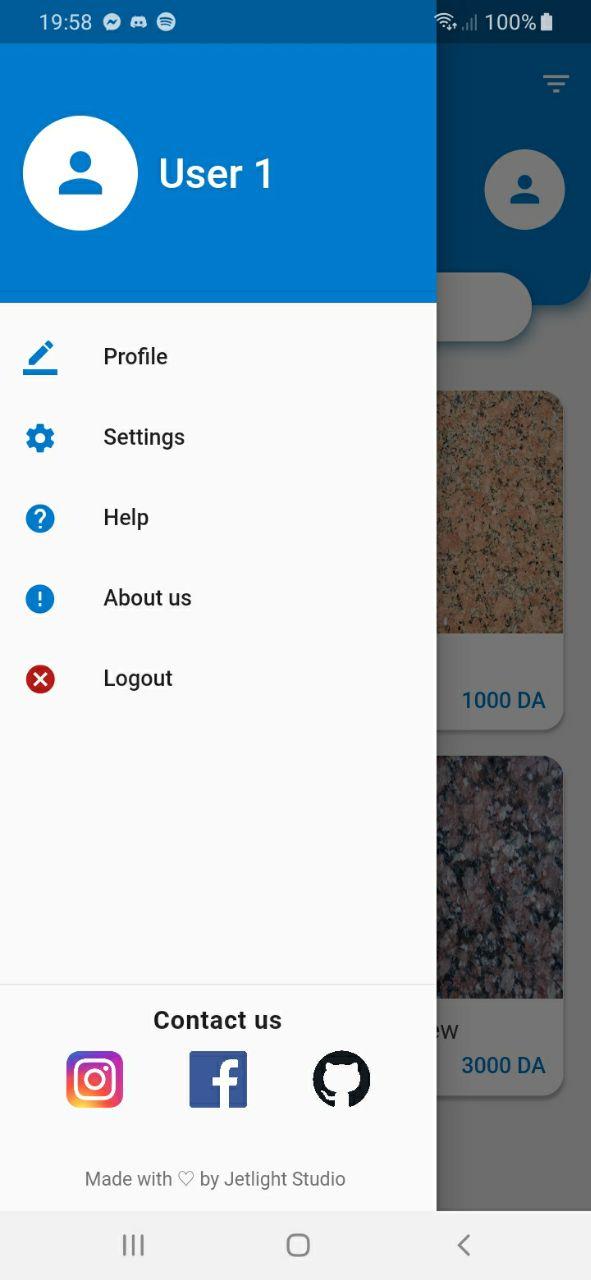 19:58 100%
User 1
Profile
Settings
Help
About us
Logout
1000 DA
3000 DA
Contact us
Made with ♡ by Jetlight Studio